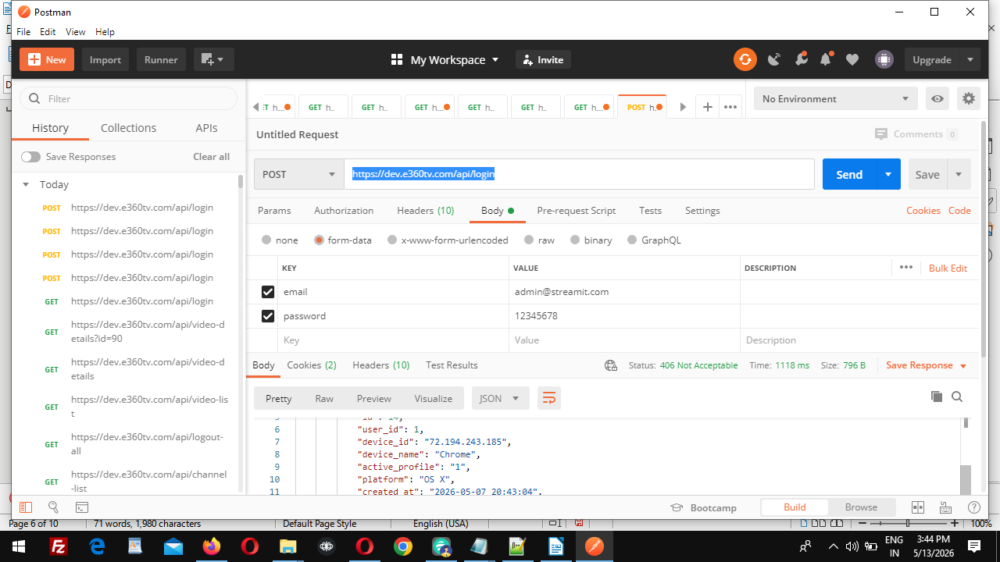 Postman
File Edit View Help
New Import Runner My Workspace Invite Upgrade
Filter
History Collections APIs
Save Responses Clear all
Today
POST https://dev.e360tv.com/api/login
POST https://dev.e360tv.com/api/login
POST https://dev.e360tv.com/api/login
POST https://dev.e360tv.com/api/login
GET https://dev.e360tv.com/api/login
GET https://dev.e360tv.com/api/video-d
etails?id=90
GET https://dev.e360tv.com/api/video-d
etails
GET https://dev.e360tv.com/api/video-lis
t
GET https://dev.e360tv.com/api/logout-
all
GET https://dev.e360tv.com/api/channel
-list
GET h... GET h.. GET h.. GET h... GET h.. GET h.. GET h... POST h.
No Environment
Untitled Request Comments 0
POST https://dev.e360tv.com/api/login Send Save
Params Authorization Headers (10) Body Pre-request Script Tests Settings Cookies Code
none form-data x-www-form-urlencoded raw binary GraphQL
KEY VALUE DESCRIPTION Bulk Edit
email admin@streamit.com
password 12345678
Key Value Description
Body Cookies (2) Headers (10) Test Results Status: 406 Not Acceptable Time: 1118 ms Size: 796 B Save Response
Pretty Raw Preview Visualize JSON
6 "user_id": 1,
7 "device_id": "72.194.243.185",
8 "device_name": "Chrome",
9 "active_profile": "1",
10 "platform": "OS X",
11 "created_at": "2026-05-07 20:43:04",
Bootcamp Build Browse
Page 6 of 10 71 words, 1,980 characters Default Page Style English (USA) 100%
ENG
IN
3:44 PM
5/13/2026